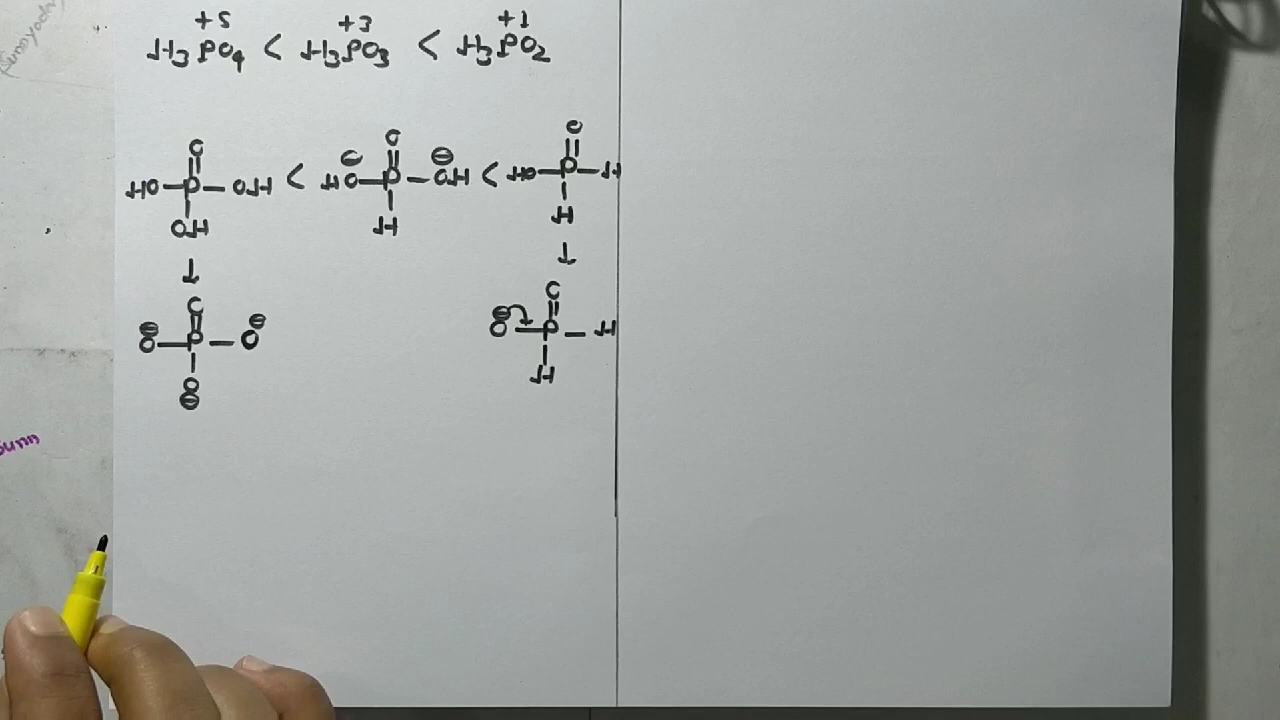 +5 +3 +1
H3PO4 < H3PO3 < H3PO2
O O O
HO-P-OH < HO-P-OH < HO-P-H
OH H H
↓ ↓
O O
O-P-O O-P-H
O H